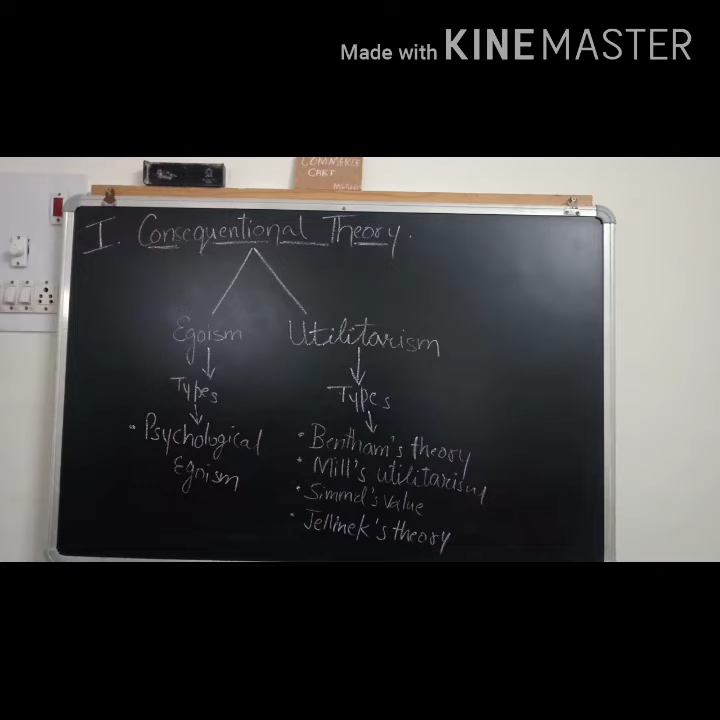 Made with KINEMASTER
COMMERCE
CART
I. Consequentional Theory.
Egoism Utilitarism
Types Types
• Psychological
Egoism
• Bentham's theory
• Mill's utilitarism
• Simmel's value
• Jellinek's theory